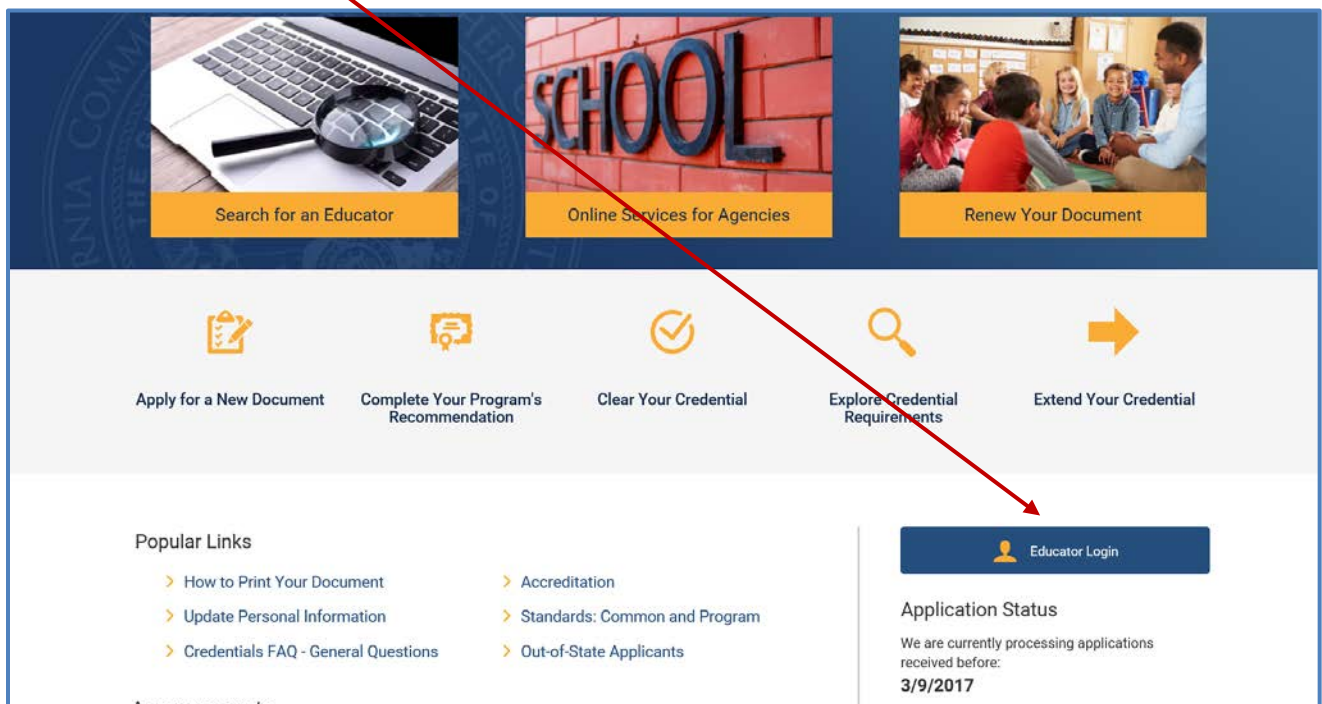 SCHOOL
Search for an Educator
Online Services for Agencies
Renew Your Document
Apply for a New Document
Complete Your Program's
Recommendation
Clear Your Credential
Explore Credential
Requirements
Extend Your Credential
Popular Links
How to Print Your Document
Update Personal Information
Credentials FAQ - General Questions
Accreditation
Standards: Common and Program
Out-of-State Applicants
Educator Login
Application Status
We are currently processing applications
received before:
3/9/2017